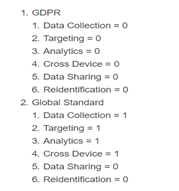 1. GDPR
1. Data Collection = 0
2. Targeting = 0
3. Analytics = 0
4. Cross Device = 0
5. Data Sharing = 0
6. Reidentification = 0
2. Global Standard
1. Data Collection = 1
2. Targeting = 1
3. Analytics = 1
4. Cross Device = 1
5. Data Sharing = 0
6. Reidentification = 0